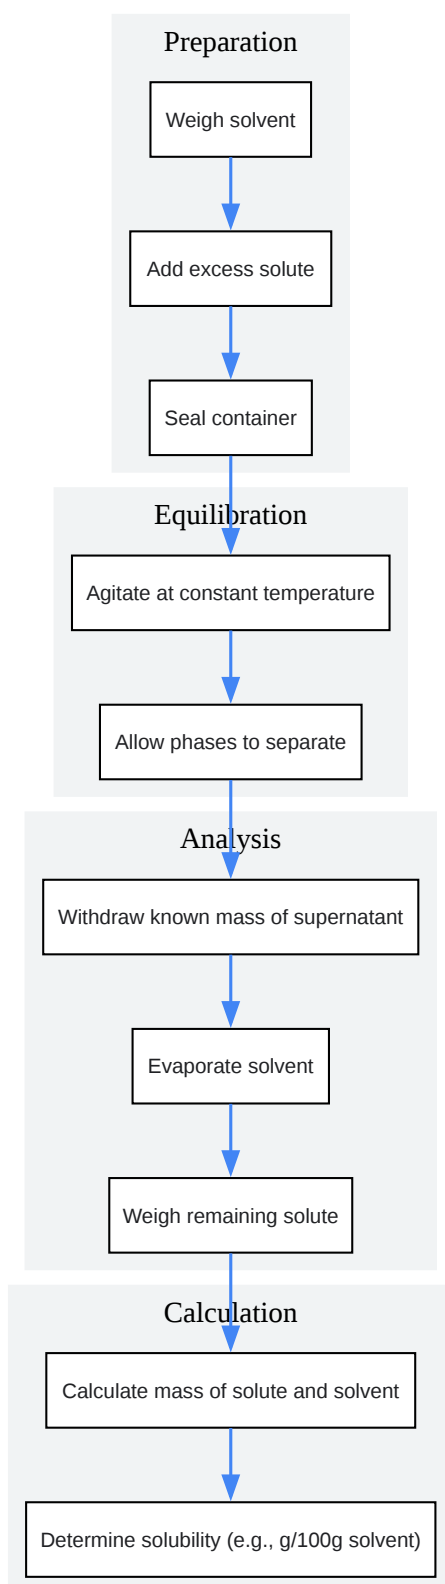 Preparation
Weigh solvent
Add excess solute
Seal container
Equilibration
Agitate at constant temperature
Allow phases to separate
Analysis
Withdraw known mass of supernatant
Evaporate solvent
Weigh remaining solute
Calculation
Calculate mass of solute and solvent
Determine solubility (e.g., g/100g solvent)